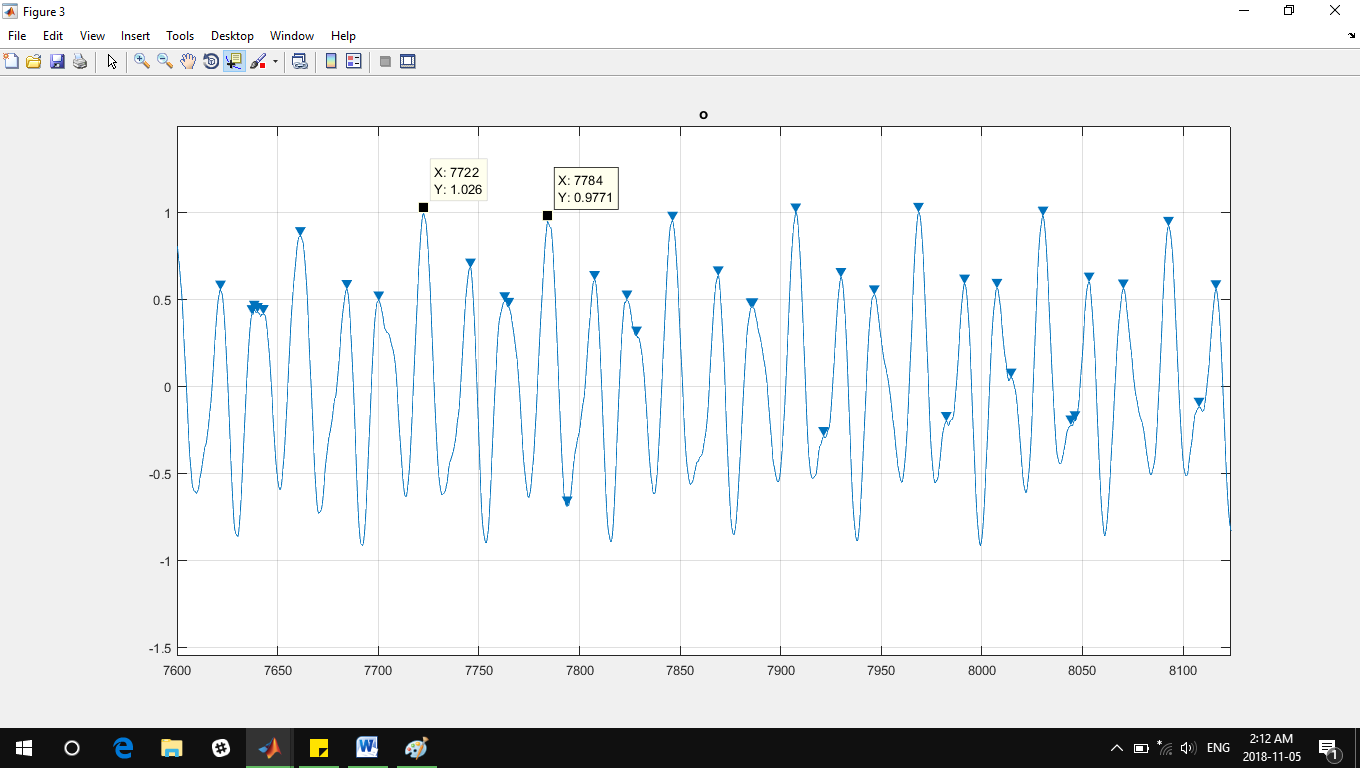 Figure 3
File Edit View Insert Tools Desktop Window Help
o
X: 7722
Y: 1.026
X: 7784
Y: 0.9771
1
0.5
0
-0.5
-1
-1.5
7600 7650 7700 7750 7800 7850 7900 7950 8000 8050 8100
ENG
2:12 AM
2018-11-05
1